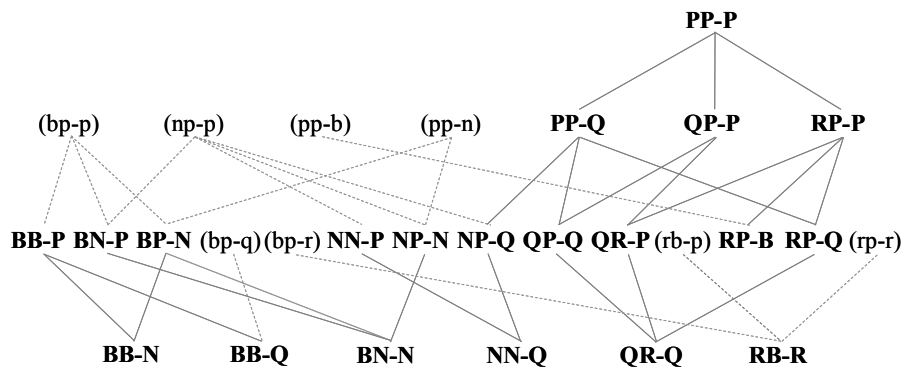 PP-P
(bp-p) (np-p) (pp-b) (pp-n) PP-Q QP-P RP-P
BB-P BN-P BP-N (bp-q) (bp-r) NN-P NP-N NP-Q QP-Q QR-P (rb-p) RP-B RP-Q (rp-r)
BB-N BB-Q BN-N NN-Q QR-Q RB-R